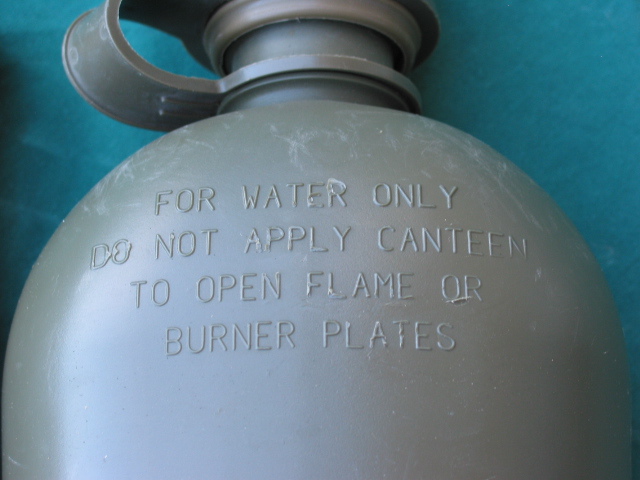 FOR WATER ONLY
DO NOT APPLY CANTEEN
TO OPEN FLAME OR
BURNER PLATES